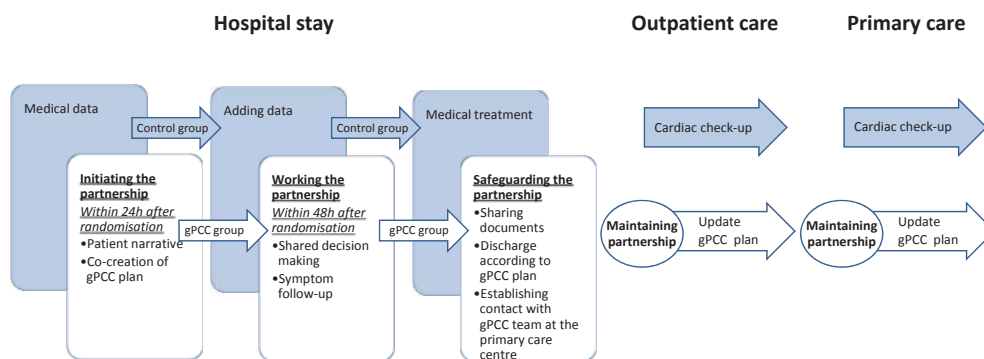 Hospital stay
Outpatient care
Primary care
Medical data
Control group
Adding data
Control group
Medical treatment
Cardiac check-up
Cardiac check-up
Initiating the
partnership
Within 24h after
randomisation
•Patient narrative
•Co-creation of
gPCC plan
gPCC group
Working the
partnership
Within 48h after
randomisation
•Shared decision
making
•Symptom
follow-up
gPCC group
Safeguarding the
partnership
•Sharing
documents
•Discharge
according to
gPCC plan
•Establishing
contact with
gPCC team at the
primary care
centre
Maintaining
partnership
Update
gPCC plan
Maintaining
partnership
Update
gPCC plan